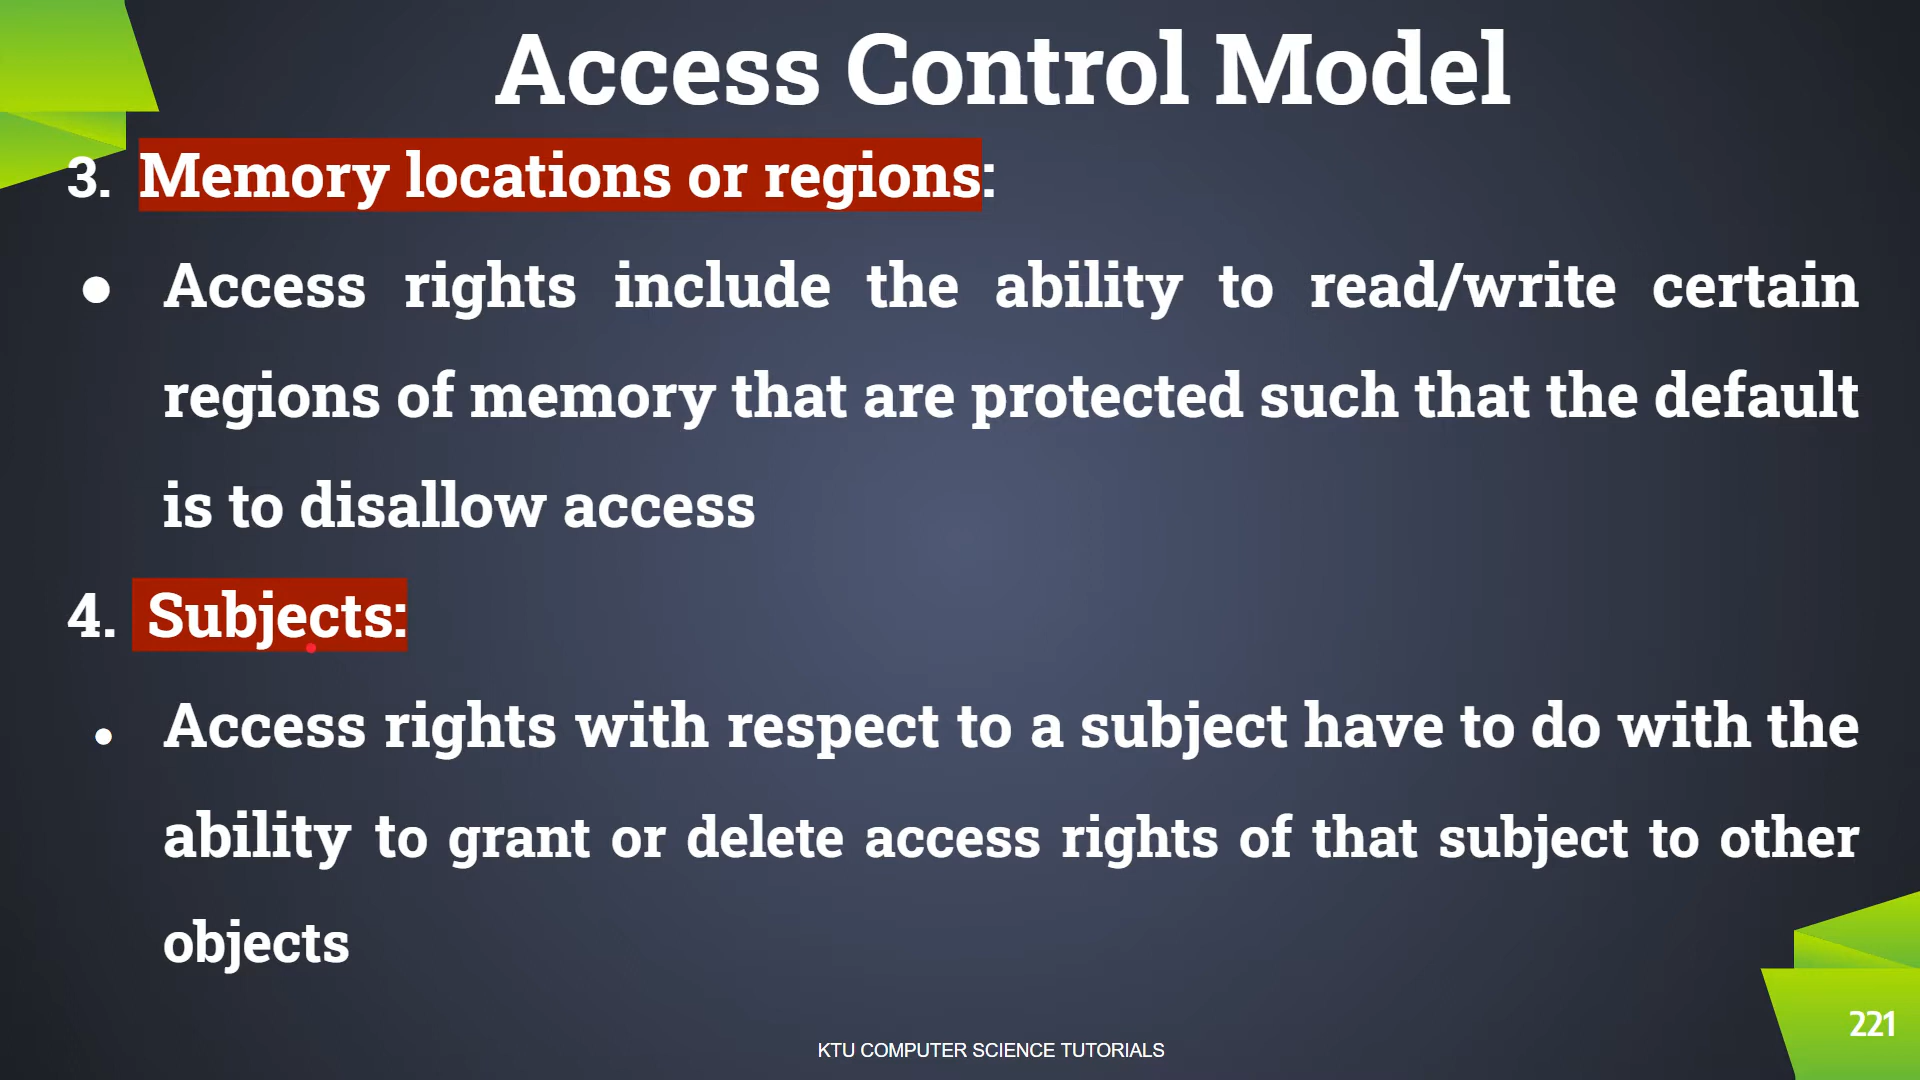 Access Control Model
3. Memory locations or regions:
● Access rights include the ability to read/write certain
regions of memory that are protected such that the default
is to disallow access
4. Subjects:
● Access rights with respect to a subject have to do with the
ability to grant or delete access rights of that subject to other
objects
221
KTU COMPUTER SCIENCE TUTORIALS